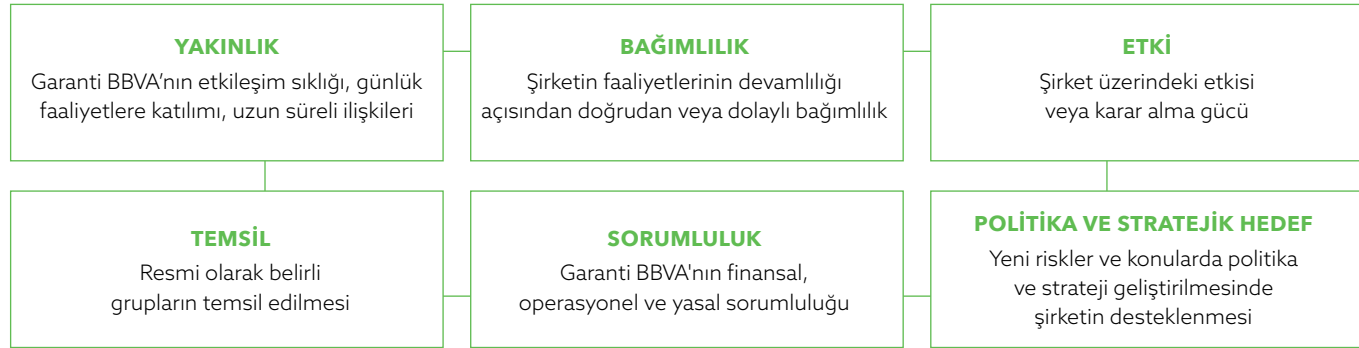 YAKINLIK
Garanti BBVA’nın etkileşim sıklığı, günlük
faaliyetlere katılımı, uzun süreli ilişkileri
BAĞIMLILIK
Şirketin faaliyetlerinin devamlılığı
açısından doğrudan veya dolaylı bağımlılık
ETKİ
Şirket üzerindeki etkisi
veya karar alma gücü
TEMSİL
Resmi olarak belirli
grupların temsil edilmesi
SORUMLULUK
Garanti BBVA'nın finansal,
operasyonel ve yasal sorumluluğu
POLİTİKA VE STRATEJİK HEDEF
Yeni riskler ve konularda politika
ve strateji geliştirilmesinde
şirketin desteklenmesi